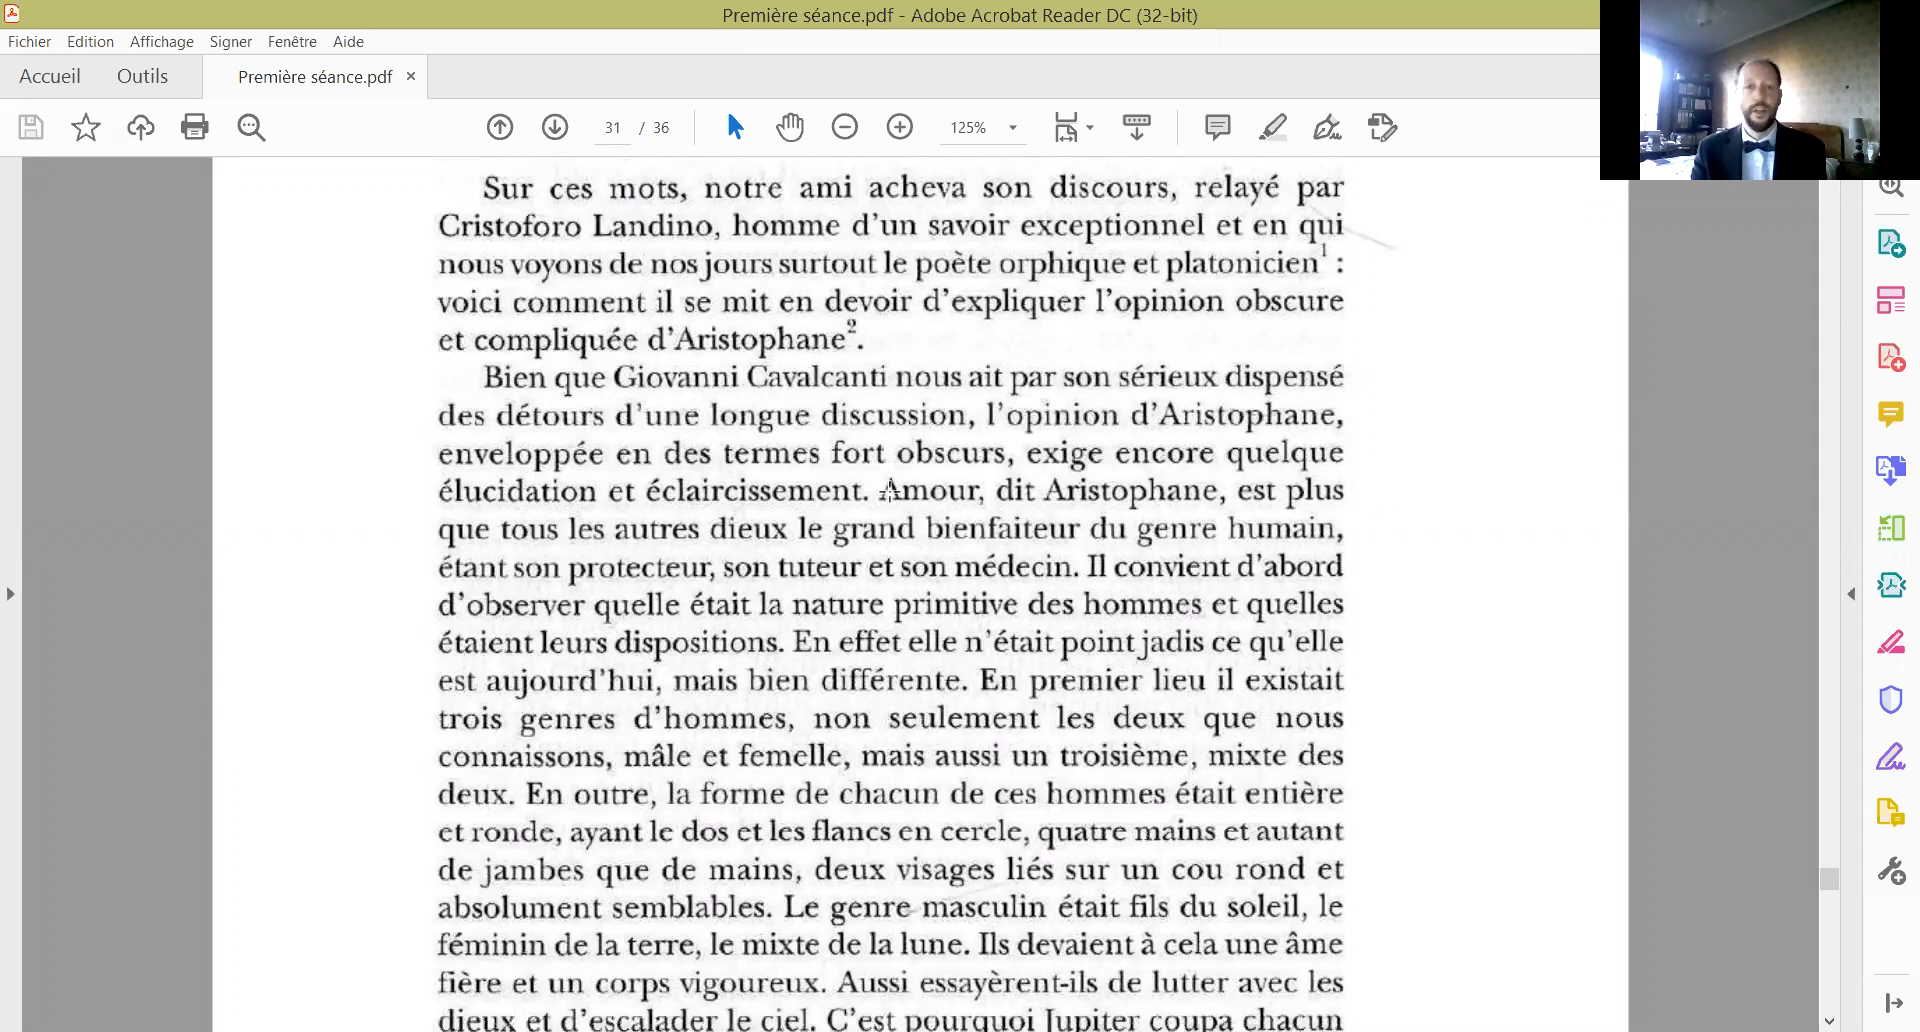 Première séance.pdf - Adobe Acrobat Reader DC (32-bit)
Fichier Edition Affichage Signer Fenêtre Aide
Accueil Outils Première séance.pdf ×
31 / 36 125%
Sur ces mots, notre ami acheva son discours, relayé par
Cristoforo Landino, homme d'un savoir exceptionnel et en qui
nous voyons de nos jours surtout le poète orphique et platonicien1 :
voici comment il se mit en devoir d'expliquer l'opinion obscure
et compliquée d'Aristophane2.
Bien que Giovanni Cavalcanti nous ait par son sérieux dispensé
des détours d'une longue discussion, l'opinion d'Aristophane,
enveloppée en des termes fort obscurs, exige encore quelque
élucidation et éclaircissement. Amour, dit Aristophane, est plus
que tous les autres dieux le grand bienfaiteur du genre humain,
étant son protecteur, son tuteur et son médecin. Il convient d'abord
d'observer quelle était la nature primitive des hommes et quelles
étaient leurs dispositions. En effet elle n'était point jadis ce qu'elle
est aujourd'hui, mais bien différente. En premier lieu il existait
trois genres d'hommes, non seulement les deux que nous
connaissons, mâle et femelle, mais aussi un troisième, mixte des
deux. En outre, la forme de chacun de ces hommes était entière
et ronde, ayant le dos et les flancs en cercle, quatre mains et autant
de jambes que de mains, deux visages liés sur un cou rond et
absolument semblables. Le genre masculin était fils du soleil, le
féminin de la terre, le mixte de la lune. Ils devaient à cela une âme
fière et un corps vigoureux. Aussi essayèrent-ils de lutter avec les
dieux et d'escalader le ciel. C'est pourquoi Jupiter coupa chacun